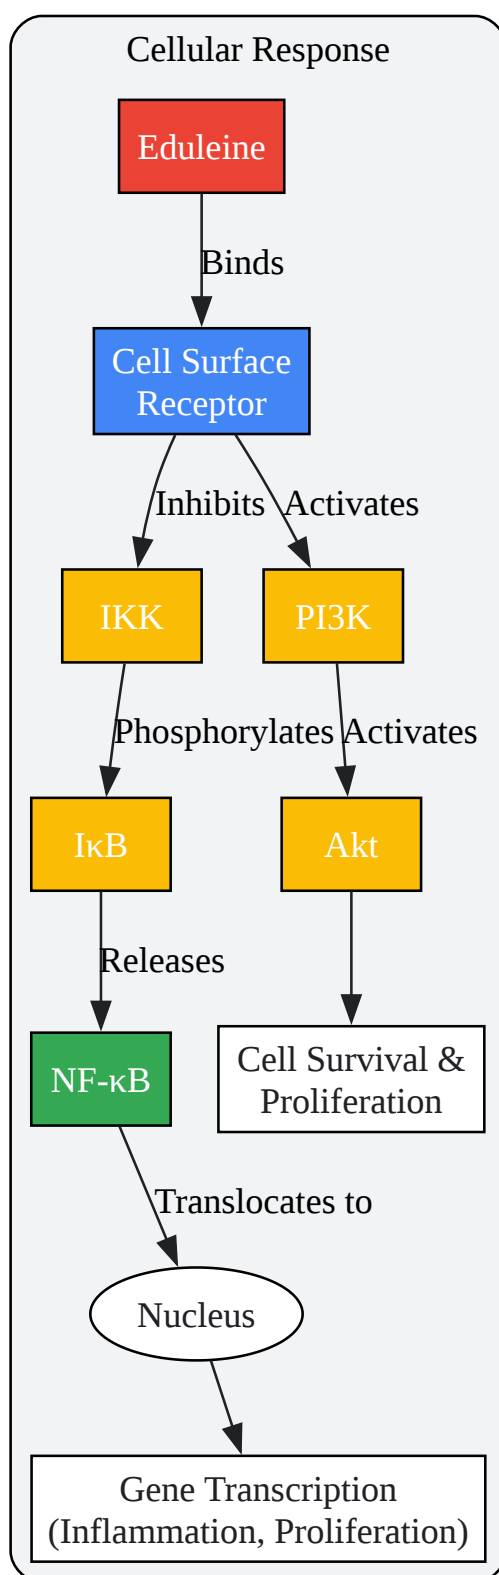 Cellular Response
Eduleine
Binds
Cell Surface
Receptor
Inhibits
Activates
IKK
PI3K
Phosphorylates
Activates
IκB
Akt
Releases
NF-κB
Cell Survival &
Proliferation
Translocates to
Nucleus
Gene Transcription
(Inflammation, Proliferation)